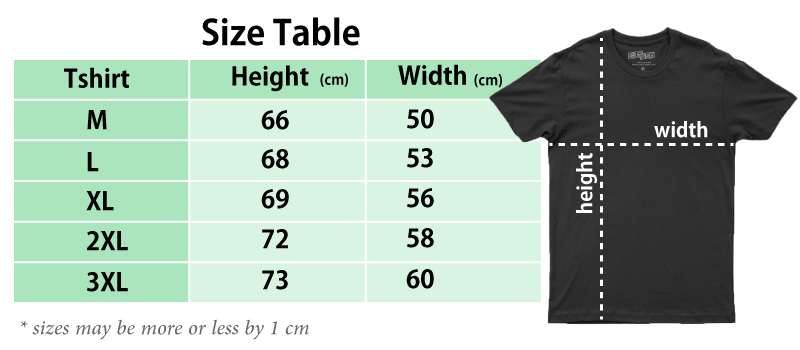 Size Table
Tshirt Height (cm) Width (cm)
M 66 50
L 68 53
XL 69 56
2XL 72 58
3XL 73 60
* sizes may be more or less by 1 cm
width
height